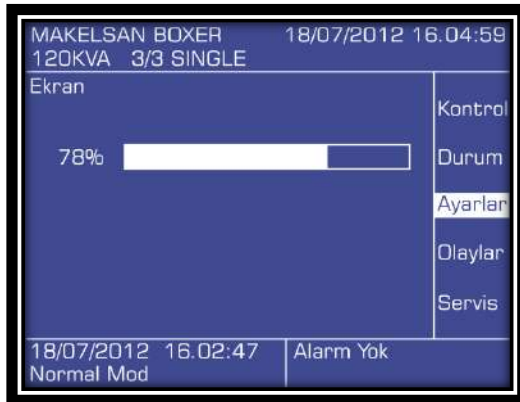 MAKELSAN BOXER 18/07/2012 16.04:59
120KVA 3/3 SINGLE
Ekran
78%
Kontrol
Durum
Ayarlar
Olaylar
Servis
18/07/2012 16.02:47 Alarm Yok
Normal Mod